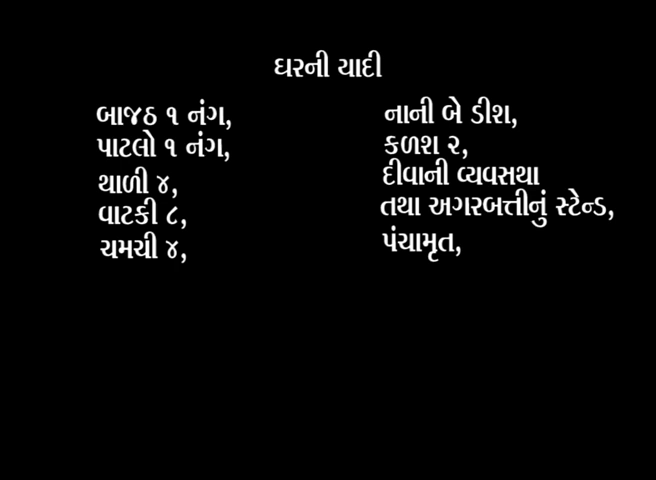 ઘરની યાદી
બાજઠ ૧ નંગ,
પાટલો ૧ નંગ,
થાળી ૪,
વાટકી ૮,
ચમચી ૪,
નાની બે ડીશ,
કળશ ૨,
દીવાની વ્યવસથા
તથા અગરબત્તીનું સ્ટેન્ડ,
પંચામૃત,